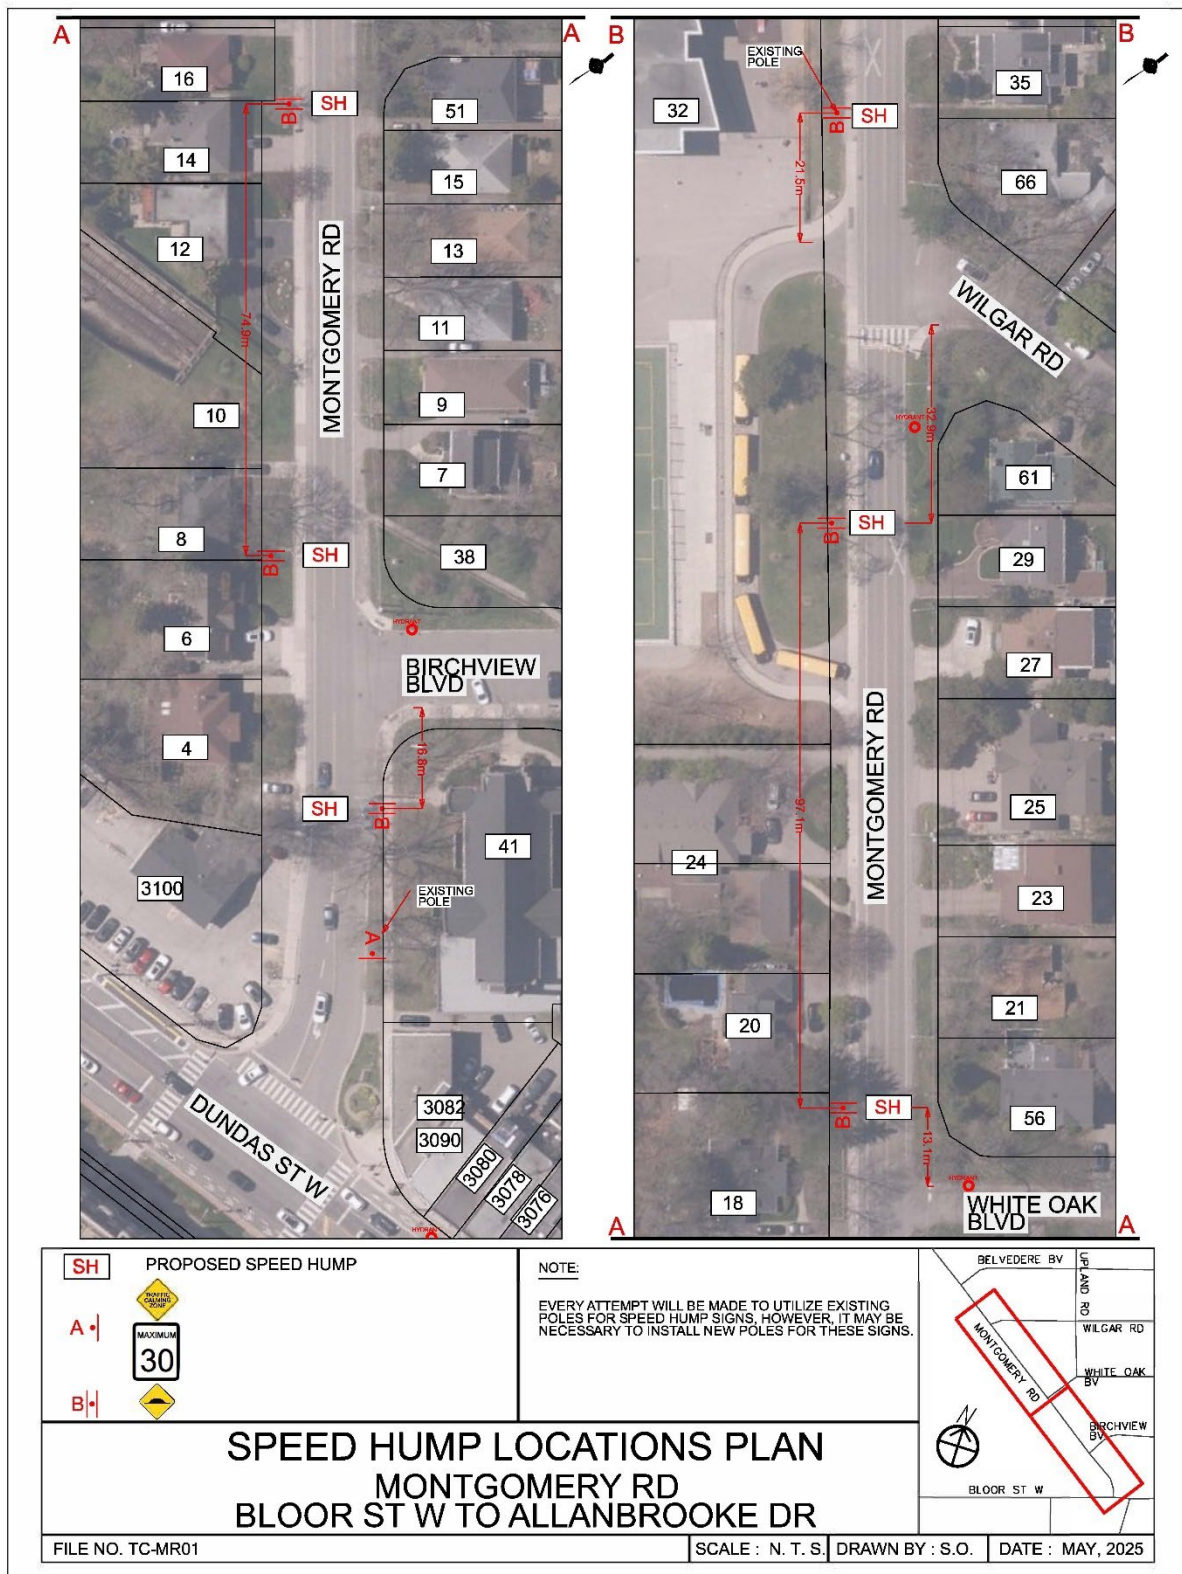 A
A
16
B
SH
51
14
15
12
13
MONTGOMERY RD
11
74.9m
9
10
7
8
SH
B
38
6
HYDRANT
BIRCHVIEW
BLVD
4
16.8m
SH
B
41
3100
EXISTING
POLE
A
DUNDAS ST W
3082
3090
3080
3078
3076
HYDRANT
B
B
EXISTING
POLE
32
35
B
SH
21.5m
66
WILGAR RD
32.9m
HYDRANT
61
B
SH
29
27
MONTGOMERY RD
25
97.1m
24
23
21
20
B
SH
56
13.1m
HYDRANT
18
WHITE OAK
BLVD
A
A
SH PROPOSED SPEED HUMP
TRAFFIC
CALMING
ZONE
A
MAXIMUM
30
B
NOTE:
EVERY ATTEMPT WILL BE MADE TO UTILIZE EXISTING
POLES FOR SPEED HUMP SIGNS, HOWEVER, IT MAY BE
NECESSARY TO INSTALL NEW POLES FOR THESE SIGNS.
BELVEDERE BV
UPLAND RD
WILGAR RD
MONTGOMERY RD
WHITE OAK
BV
BIRCHVIEW
BV
N
BLOOR ST W
SPEED HUMP LOCATIONS PLAN
MONTGOMERY RD
BLOOR ST W TO ALLANBROOKE DR
FILE NO. TC-MR01
SCALE : N. T. S.
DRAWN BY : S.O.
DATE : MAY, 2025